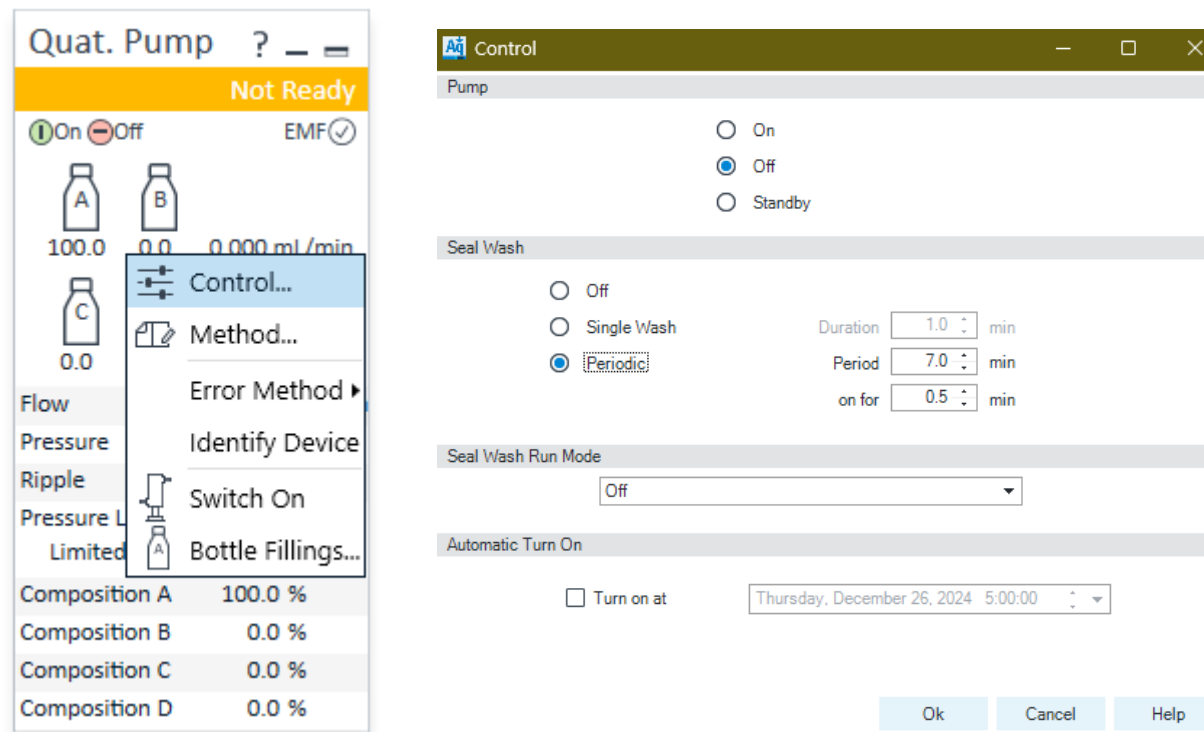 Quat. Pump ?
Not Ready
On Off EMF
A B
100.0 0.0 0.000 mL/min
C
0.0
Flow
Pressure
Ripple
Pressure L
Limited
Composition A 100.0 %
Composition B 0.0 %
Composition C 0.0 %
Composition D 0.0 %
Control...
Method...
Error Method
Identify Device
Switch On
A Bottle Fillings...
Aq Control
Pump
On
Off
Standby
Seal Wash
Off
Single Wash Duration 1.0 min
Periodic Period 7.0 min
on for 0.5 min
Seal Wash Run Mode
Off
Automatic Turn On
Turn on at Thursday, December 26, 2024 5:00:00
Ok Cancel Help